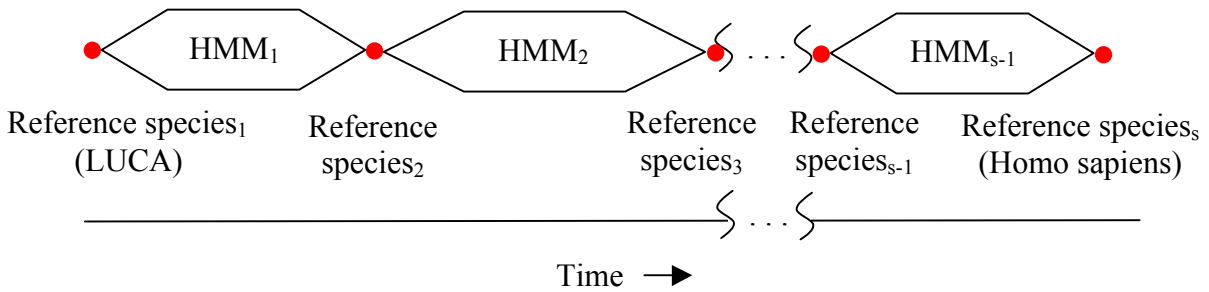 HMM₁ HMM₂ . . . HMMₛ₋₁
Reference species₁ Reference Reference Reference Reference speciesₛ
(LUCA) species₂ species₃ speciesₛ₋₁ (Homo sapiens)
. . .
Time